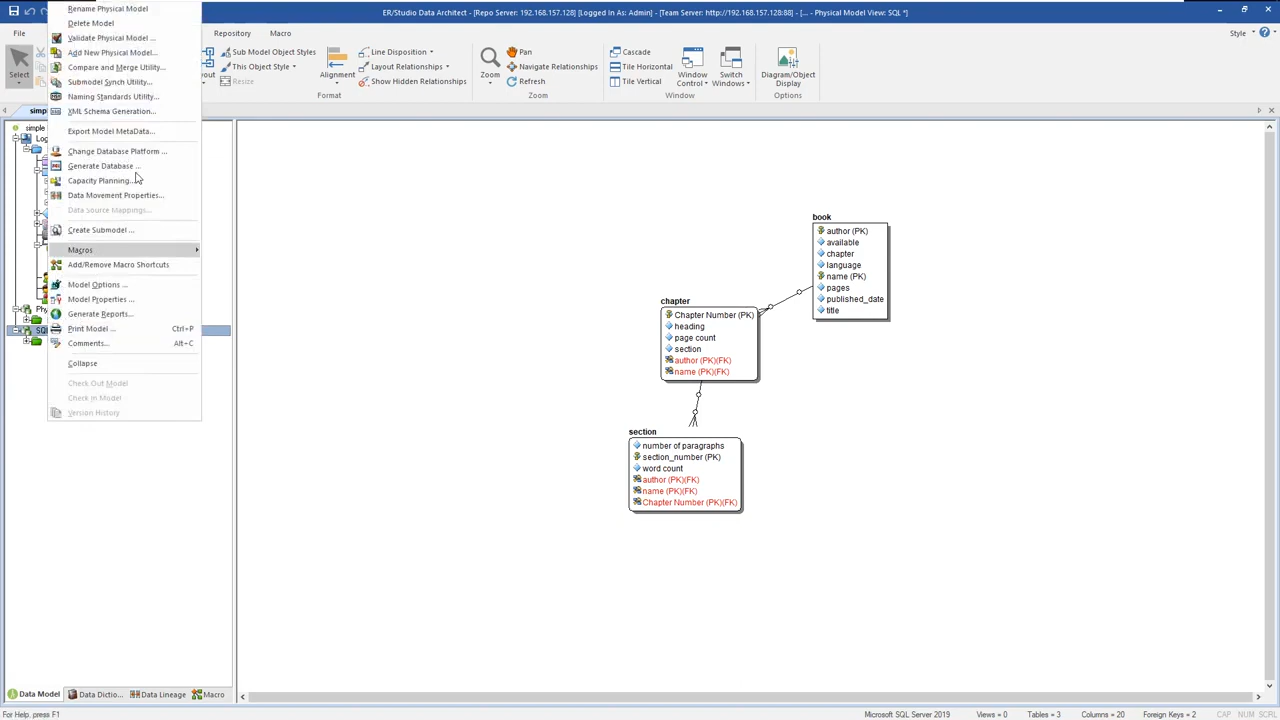 ER/Studio Data Architect - [Repo Server: 192.168.157.128] [Logged In As: Admin] - [Team Server: http://192.168.157.128:88] - [... - Physical Model View: SQL *]
File
Repository
Macro
Style
Select
Sub Model Object Styles
This Object Style
Resize
Alignment
Line Disposition
Layout Relationships
Show Hidden Relationships
Format
Zoom
Pan
Navigate Relationships
Refresh
Zoom
Cascade
Tile Horizontal
Tile Vertical
Window Control
Switch Windows
Window
Diagram/Object Display
Options
Rename Physical Model
Delete Model
Validate Physical Model ...
Add New Physical Model...
Compare and Merge Utility...
Submodel Synch Utility...
Naming Standards Utility...
XML Schema Generation...
Export Model MetaData...
Change Database Platform ...
Generate Database ...
Capacity Planning...
Data Movement Properties...
Data Source Mappings...
Create Submodel ...
Macros
Add/Remove Macro Shortcuts
Model Options ...
Model Properties ...
Generate Reports...
Print Model ... Ctrl+P
Comments... Alt+C
Collapse
Check Out Model
Check In Model
Version History
book
author (PK)
available
chapter
language
name (PK)
pages
published_date
title
chapter
Chapter Number (PK)
heading
page count
section
author (PK)(FK)
name (PK)(FK)
section
number of paragraphs
section_number (PK)
word count
author (PK)(FK)
name (PK)(FK)
Chapter Number (PK)(FK)
Data Model
Data Dictio...
Data Lineage
Macro
For Help, press F1
Microsoft SQL Server 2019
Views = 0
Tables = 3
Columns = 20
Foreign Keys = 2
CAP
NUM
SCRL